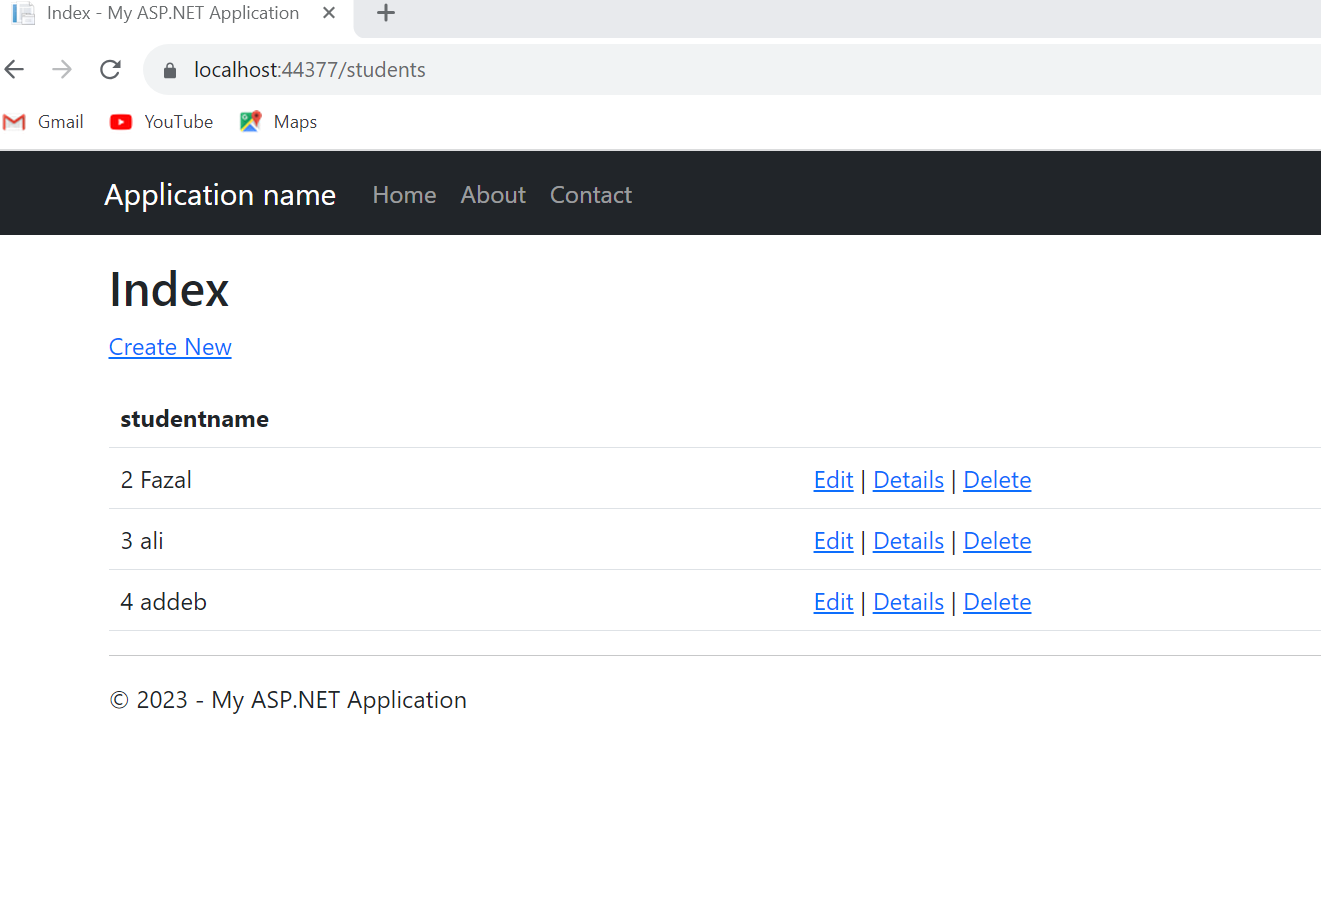 Index - My ASP.NET Application
localhost:44377/students
Gmail YouTube Maps
Application name Home About Contact
Index
Create New
studentname
2 Fazal Edit | Details | Delete
3 ali Edit | Details | Delete
4 addeb Edit | Details | Delete
© 2023 - My ASP.NET Application